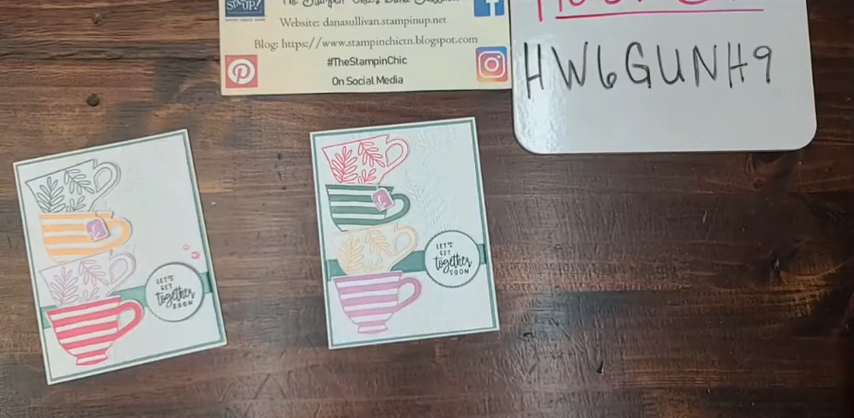 Website: danasullivan.stampinup.net
Blog: https://www.stampinchictn.blogspot.com
#TheStampinChic
On Social Media
HW6GUNH9
LET'S
GET
together
SOON
LET'S
GET
together
SOON